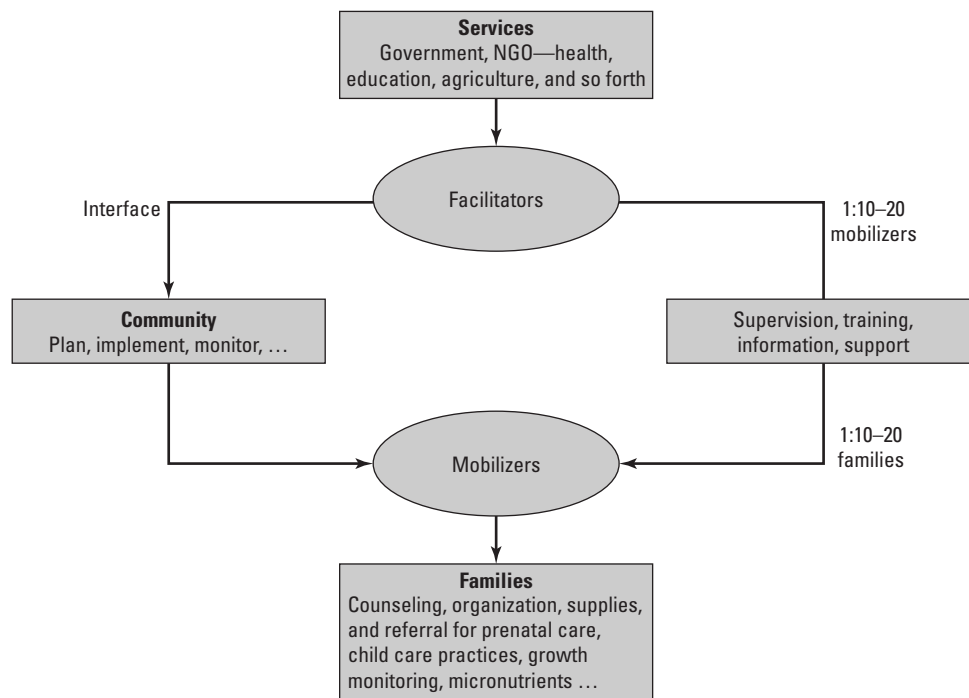 Services
Government, NGO—health,
education, agriculture, and so forth
Facilitators
Interface
1:10–20
mobilizers
Community
Plan, implement, monitor, …
Supervision, training,
information, support
Mobilizers
1:10–20
families
Families
Counseling, organization, supplies,
and referral for prenatal care,
child care practices, growth
monitoring, micronutrients …